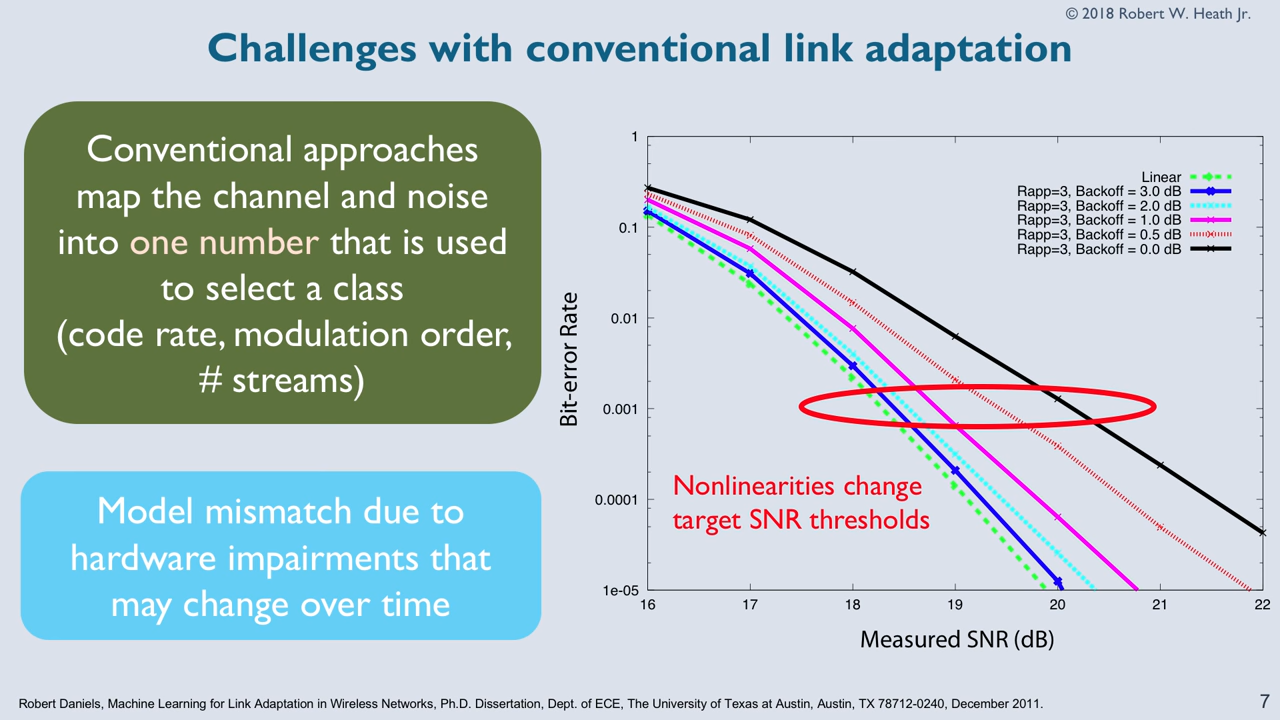 © 2018 Robert W. Heath Jr.
Challenges with conventional link adaptation
Conventional approaches
map the channel and noise
into one number that is used
to select a class
(code rate, modulation order,
# streams)
Model mismatch due to
hardware impairments that
may change over time
Bit-error Rate
1
0.1
0.01
0.001
0.0001
1e-05
Linear
Rapp=3, Backoff = 3.0 dB
Rapp=3, Backoff = 2.0 dB
Rapp=3, Backoff = 1.0 dB
Rapp=3, Backoff = 0.5 dB
Rapp=3, Backoff = 0.0 dB
Nonlinearities change
target SNR thresholds
16 17 18 19 20 21 22
Measured SNR (dB)
Robert Daniels, Machine Learning for Link Adaptation in Wireless Networks, Ph.D. Dissertation, Dept. of ECE, The University of Texas at Austin, Austin, TX 78712-0240, December 2011.
7